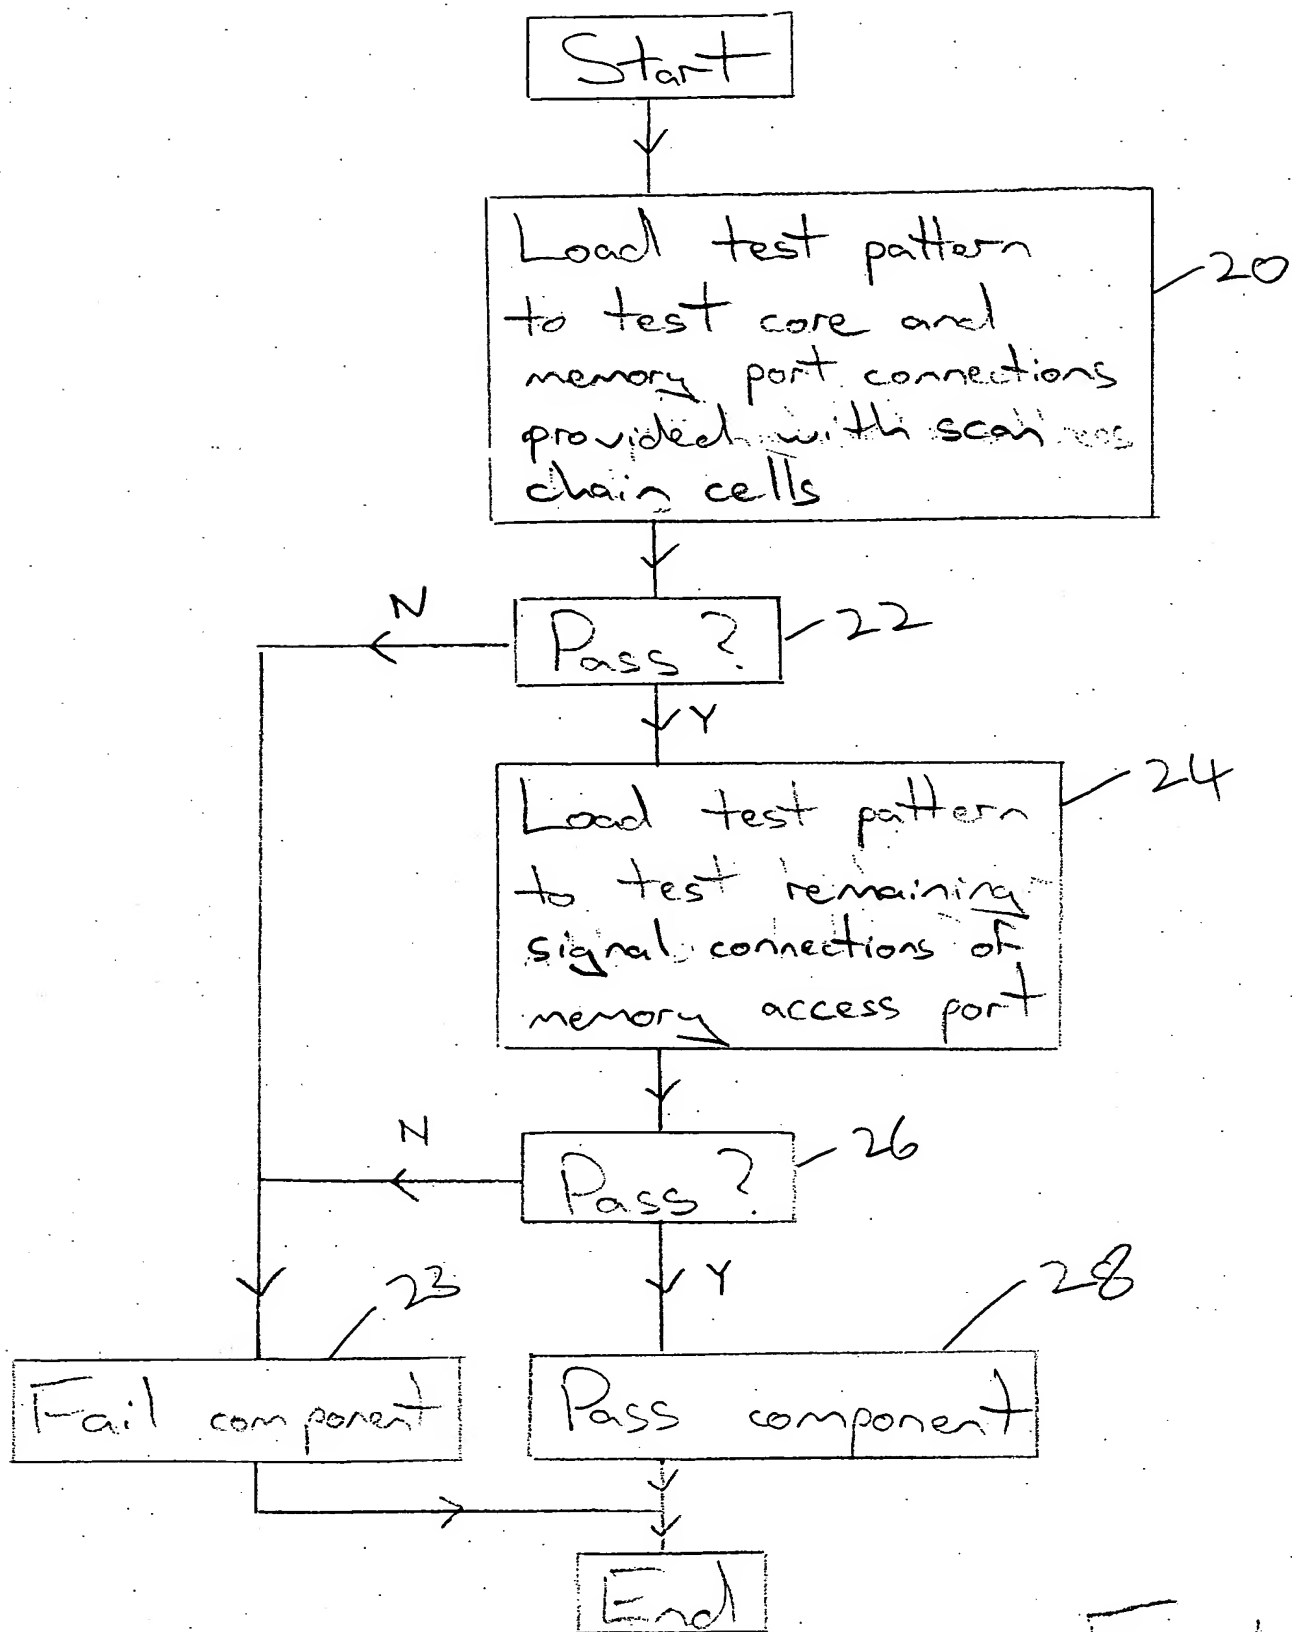 Start
Load test pattern
to test core and
memory port connections
provided with scan
chain cells
20
N
Pass ?
22
Y
Load test pattern
to test remaining
signal connections of
memory access port
24
N
Pass ?
26
Y
23
28
Fail component
Pass component
End